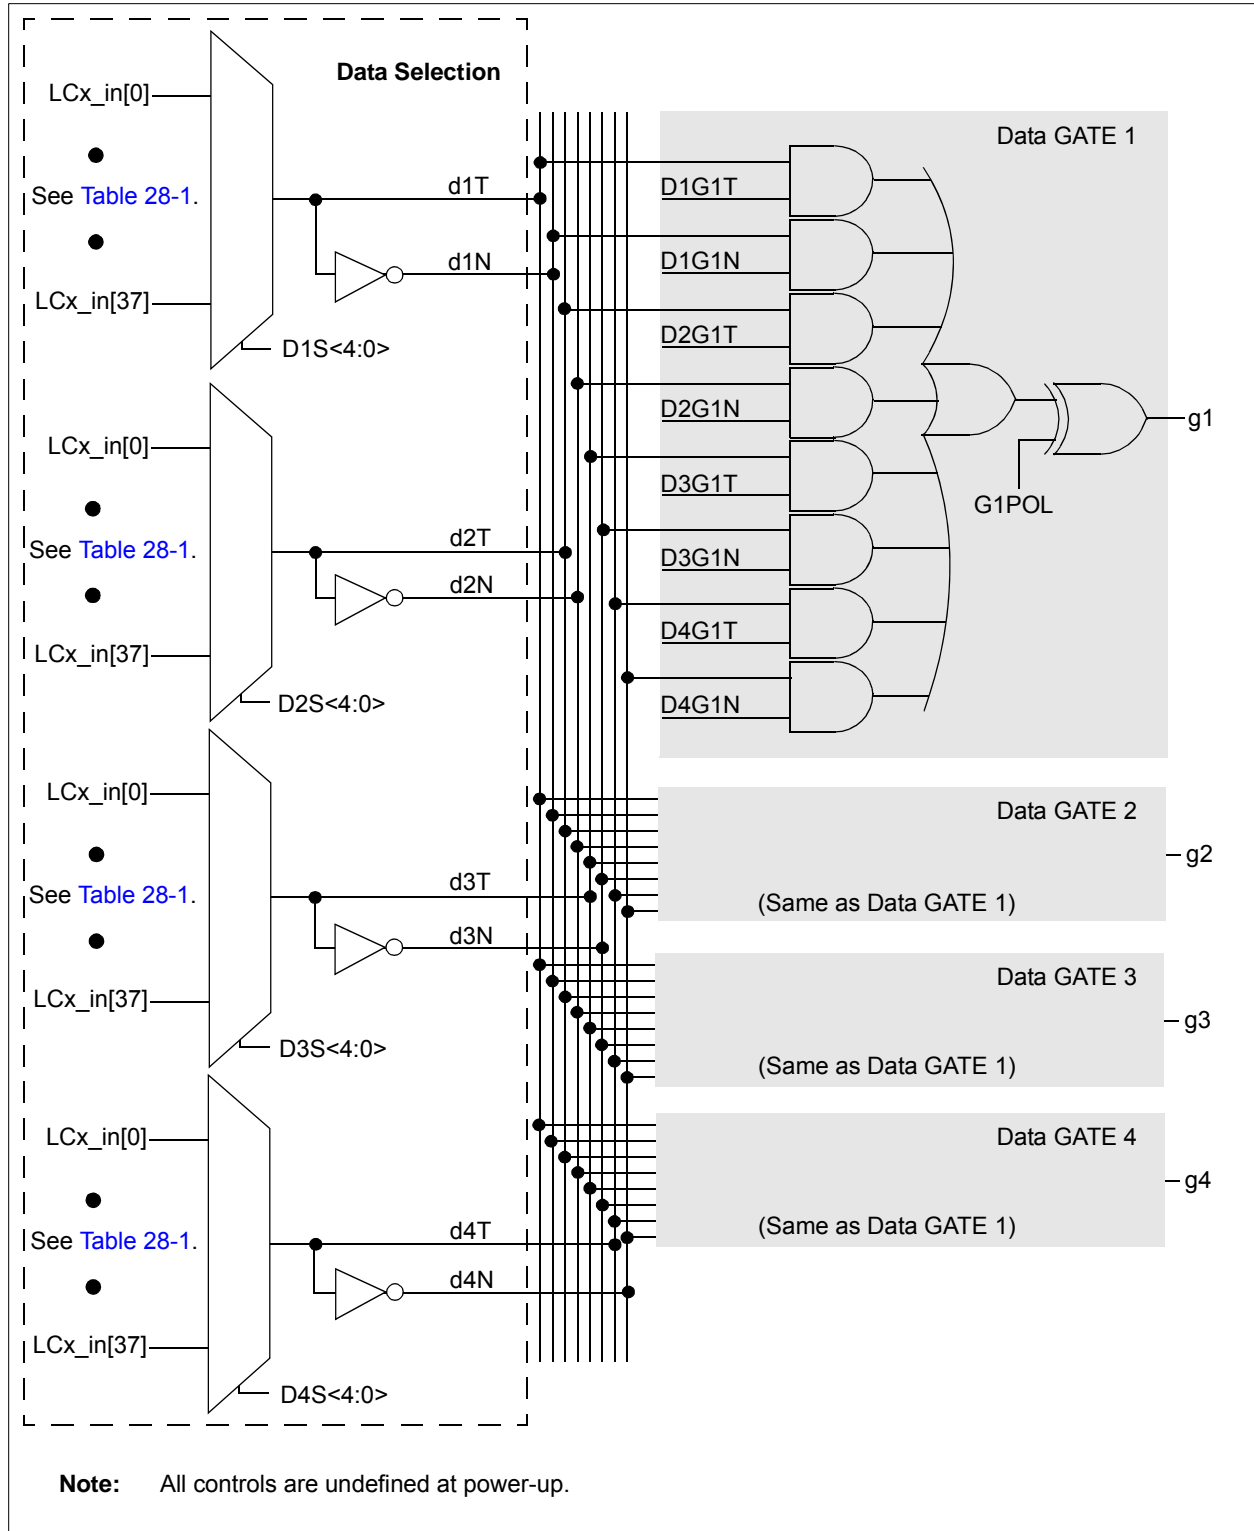 Data Selection
LCx_in[0]
See Table 28-1.
LCx_in[37]
d1T
d1N
D1S<4:0>
LCx_in[0]
See Table 28-1.
LCx_in[37]
d2T
d2N
D2S<4:0>
LCx_in[0]
See Table 28-1.
LCx_in[37]
d3T
d3N
D3S<4:0>
LCx_in[0]
See Table 28-1.
LCx_in[37]
d4T
d4N
D4S<4:0>
Data GATE 1
D1G1T
D1G1N
D2G1T
D2G1N
D3G1T
D3G1N
D4G1T
D4G1N
G1POL
g1
Data GATE 2
(Same as Data GATE 1)
g2
Data GATE 3
(Same as Data GATE 1)
g3
Data GATE 4
(Same as Data GATE 1)
g4
Note: All controls are undefined at power-up.